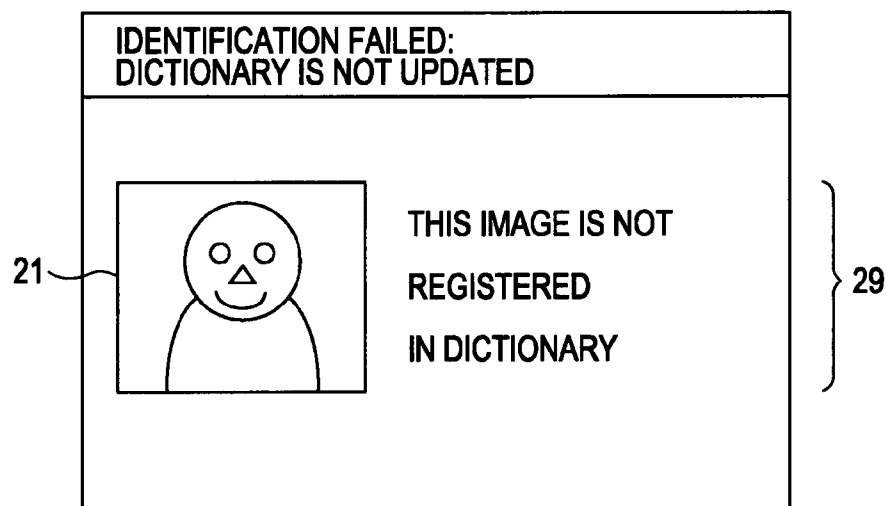 IDENTIFICATION FAILED:
DICTIONARY IS NOT UPDATED
THIS IMAGE IS NOT
21
REGISTERED
29
IN DICTIONARY